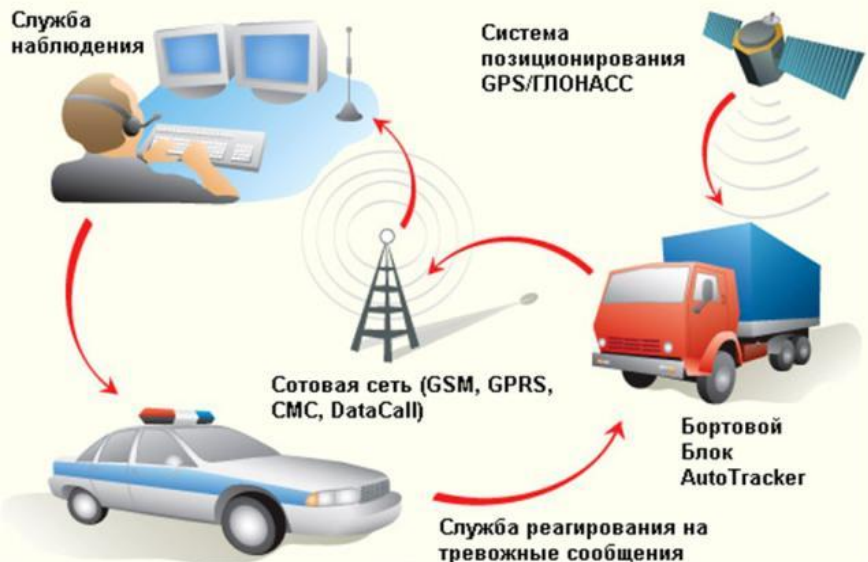 Служба
наблюдения
Система
позиционирования
GPS/ГЛОНАСС
Сотовая сеть (GSM, GPRS,
СМС, DataCall)
Бортовой
Блок
AutoTracker
Служба реагирования на
тревожные сообщения